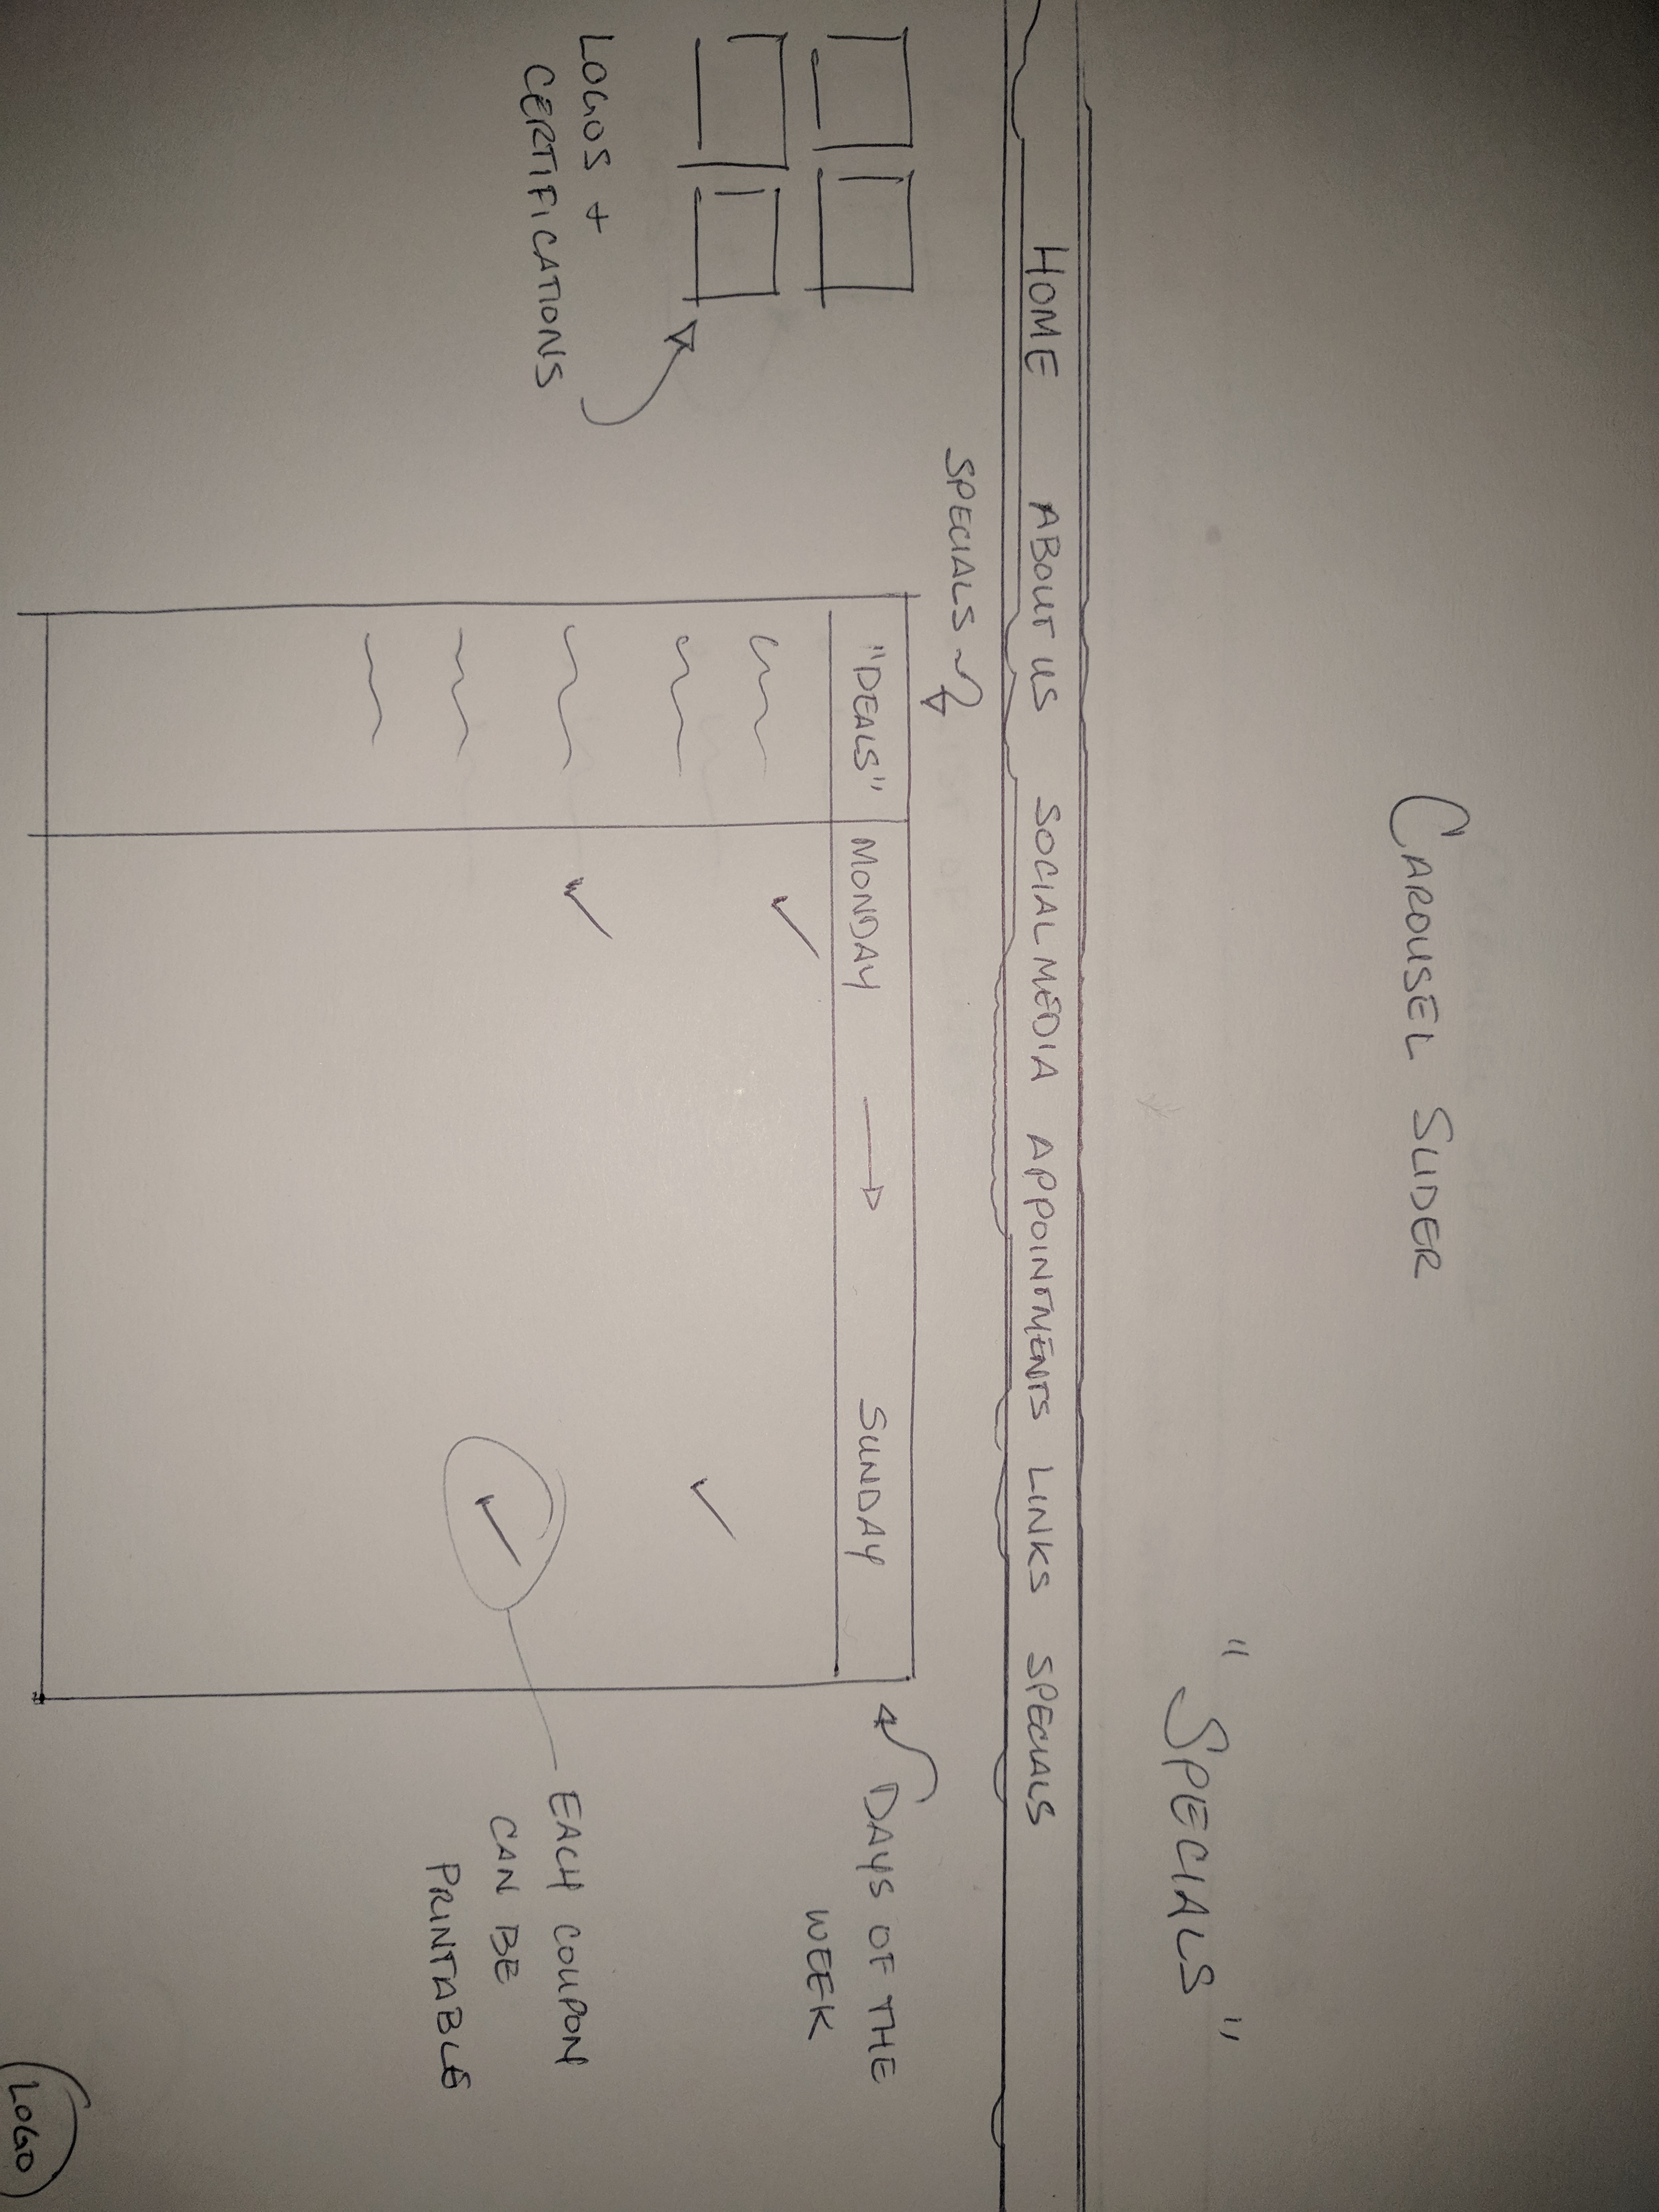 CAROUSEL SLIDER
"SPECIALS"
HOME ABOUT US SOCIAL MEDIA APPOINTMENTS LINKS SPECIALS
SPECIALS
LOGOS +
CERTIFICATIONS
"DEALS" MONDAY → SUNDAY
✓
✓
✓
✓
DAYS OF THE
WEEK
EACH COUPON
CAN BE
PRINTABLE
LOGO